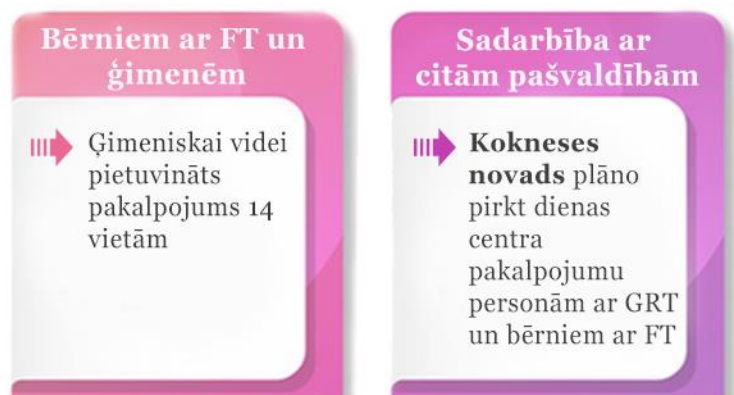 Bērniem ar FT un
ģimenēm
Ģimeniskai videi
pietuvināts
pakalpojums 14
vietām
Sadarbība ar
citām pašvaldībām
Kokneses
novads plāno
pirkt dienas
centra
pakalpojumu
personām ar GRT
un bērniem ar FT